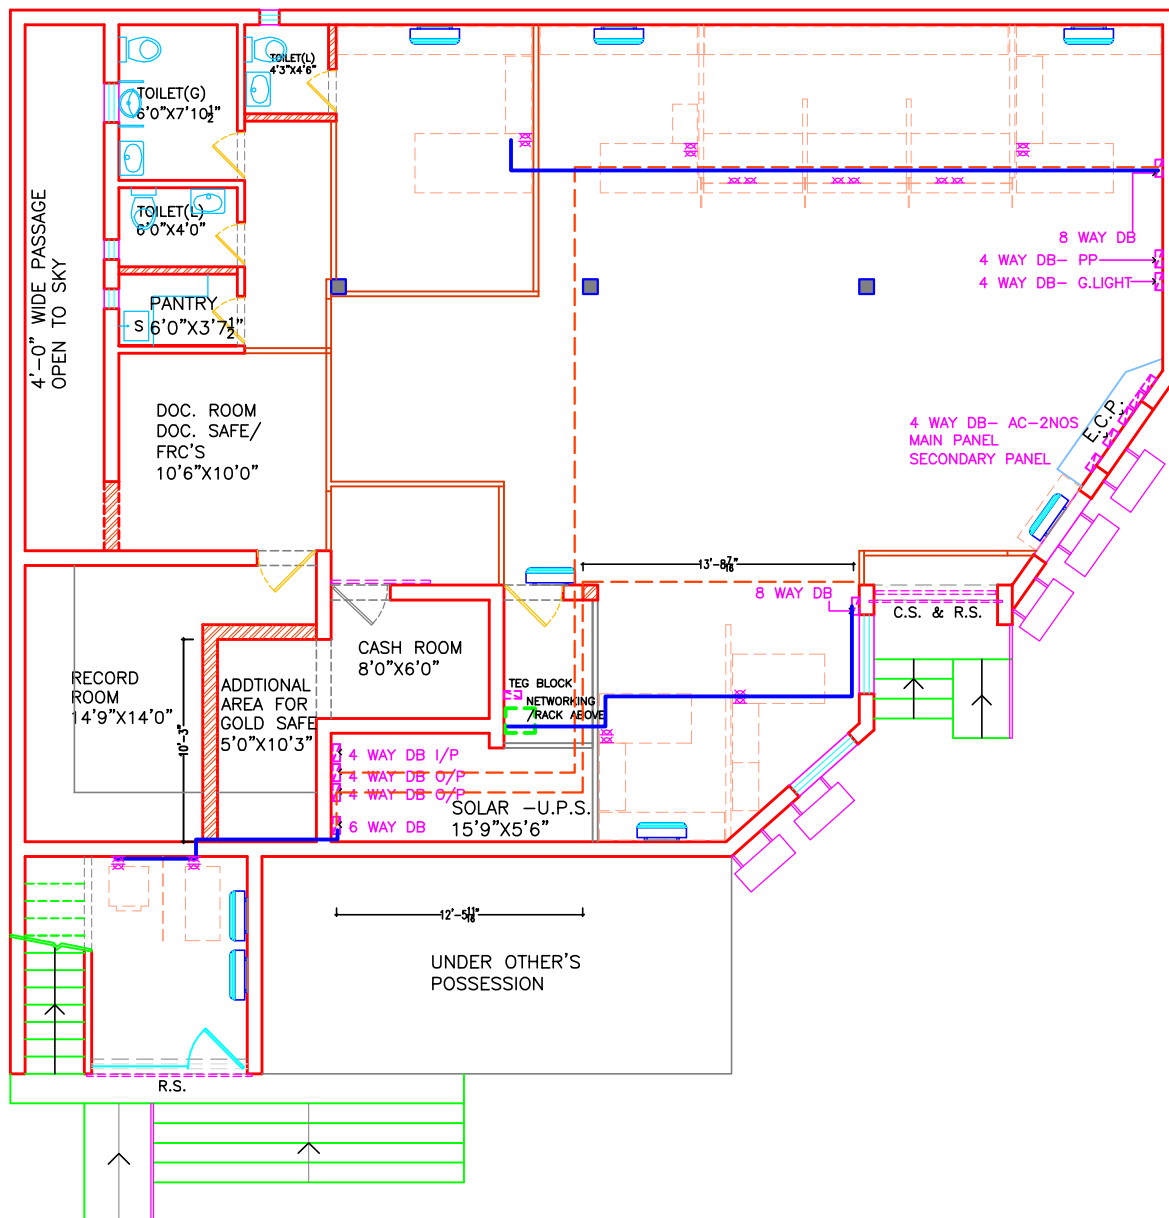 TOILET(L)
4'3"X4'6"
TOILET(G)
6'0"X7'10½"
TOILET(L)
6'0"X4'0"
4'-0" WIDE PASSAGE
OPEN TO SKY
PANTRY
6'0"X3'7½"
S
8 WAY DB
4 WAY DB- PP
4 WAY DB- G.LIGHT
DOC. ROOM
DOC. SAFE/
FRC'S
10'6"X10'0"
E.C.P.
4 WAY DB- AC-2NOS
MAIN PANEL
SECONDARY PANEL
13'-8 7/16"
8 WAY DB
C.S. & R.S.
CASH ROOM
8'0"X6'0"
RECORD
ROOM
14'9"X14'0"
ADDTIONAL
AREA FOR
GOLD SAFE
5'0"X10'3"
10'-3"
TEG BLOCK
NETWORKING
/RACK ABOVE
4 WAY DB I/P
4 WAY DB O/P
4 WAY DB O/P
6 WAY DB
SOLAR -U.P.S.
15'9"X5'6"
12'-5 11/16"
UNDER OTHER'S
POSSESSION
R.S.